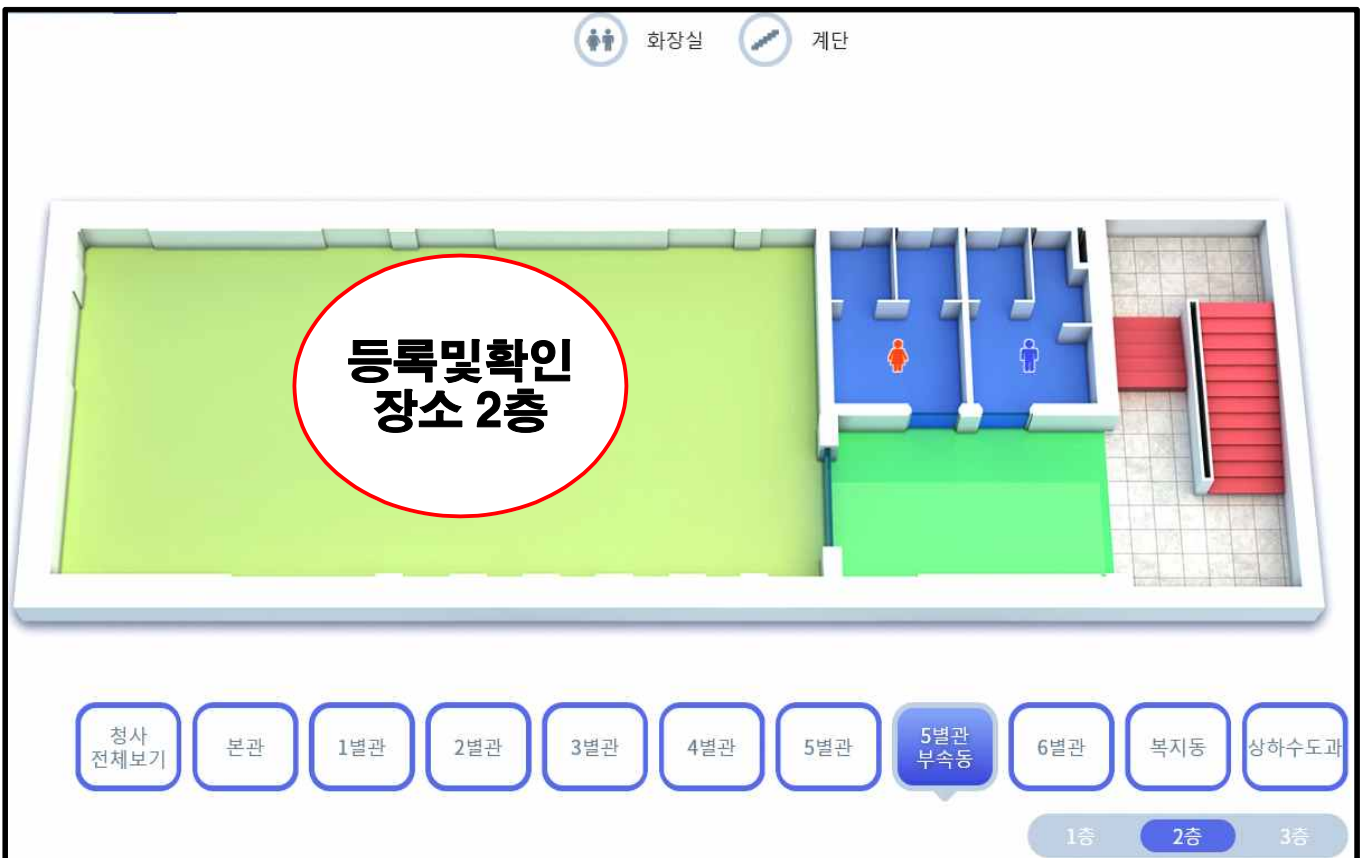 화장실 계단
등록및확인
장소 2층
청사
전체보기
본관
1별관
2별관
3별관
4별관
5별관
5별관
부속동
6별관
복지동
상하수도과
1층 2층 3층